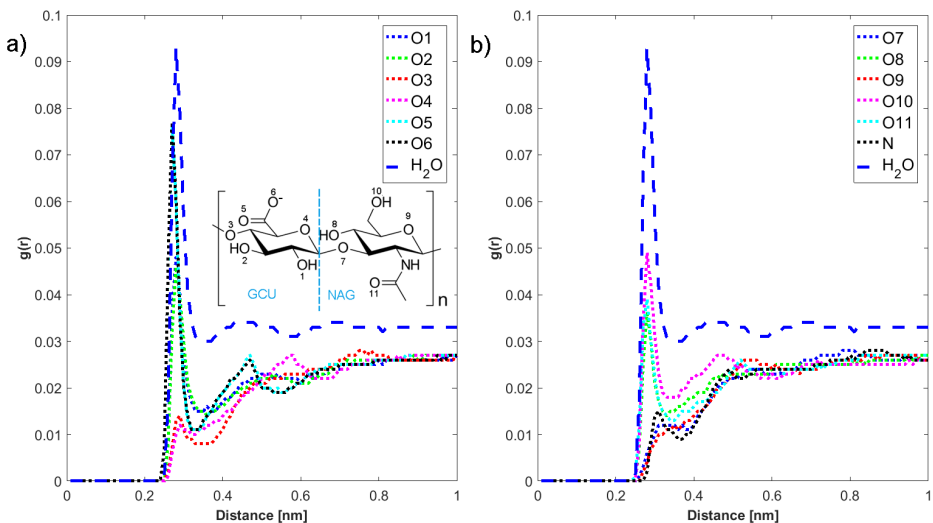 a)
g(r)
0.1
0.09
0.08
0.07
0.06
0.05
0.04
0.03
0.02
0.01
0
0 0.2 0.4 0.6 0.8 1
Distance [nm]
O1
O2
O3
O4
O5
O6
H2O
6
O-
5
O
3
O
4
O
HO
2
OH
1
O
7
GCU
NAG
10
OH
HO
8
O
9
O
NH
O
11
n
b)
g(r)
0.1
0.09
0.08
0.07
0.06
0.05
0.04
0.03
0.02
0.01
0
0 0.2 0.4 0.6 0.8 1
Distance [nm]
O7
O8
O9
O10
O11
N
H2O